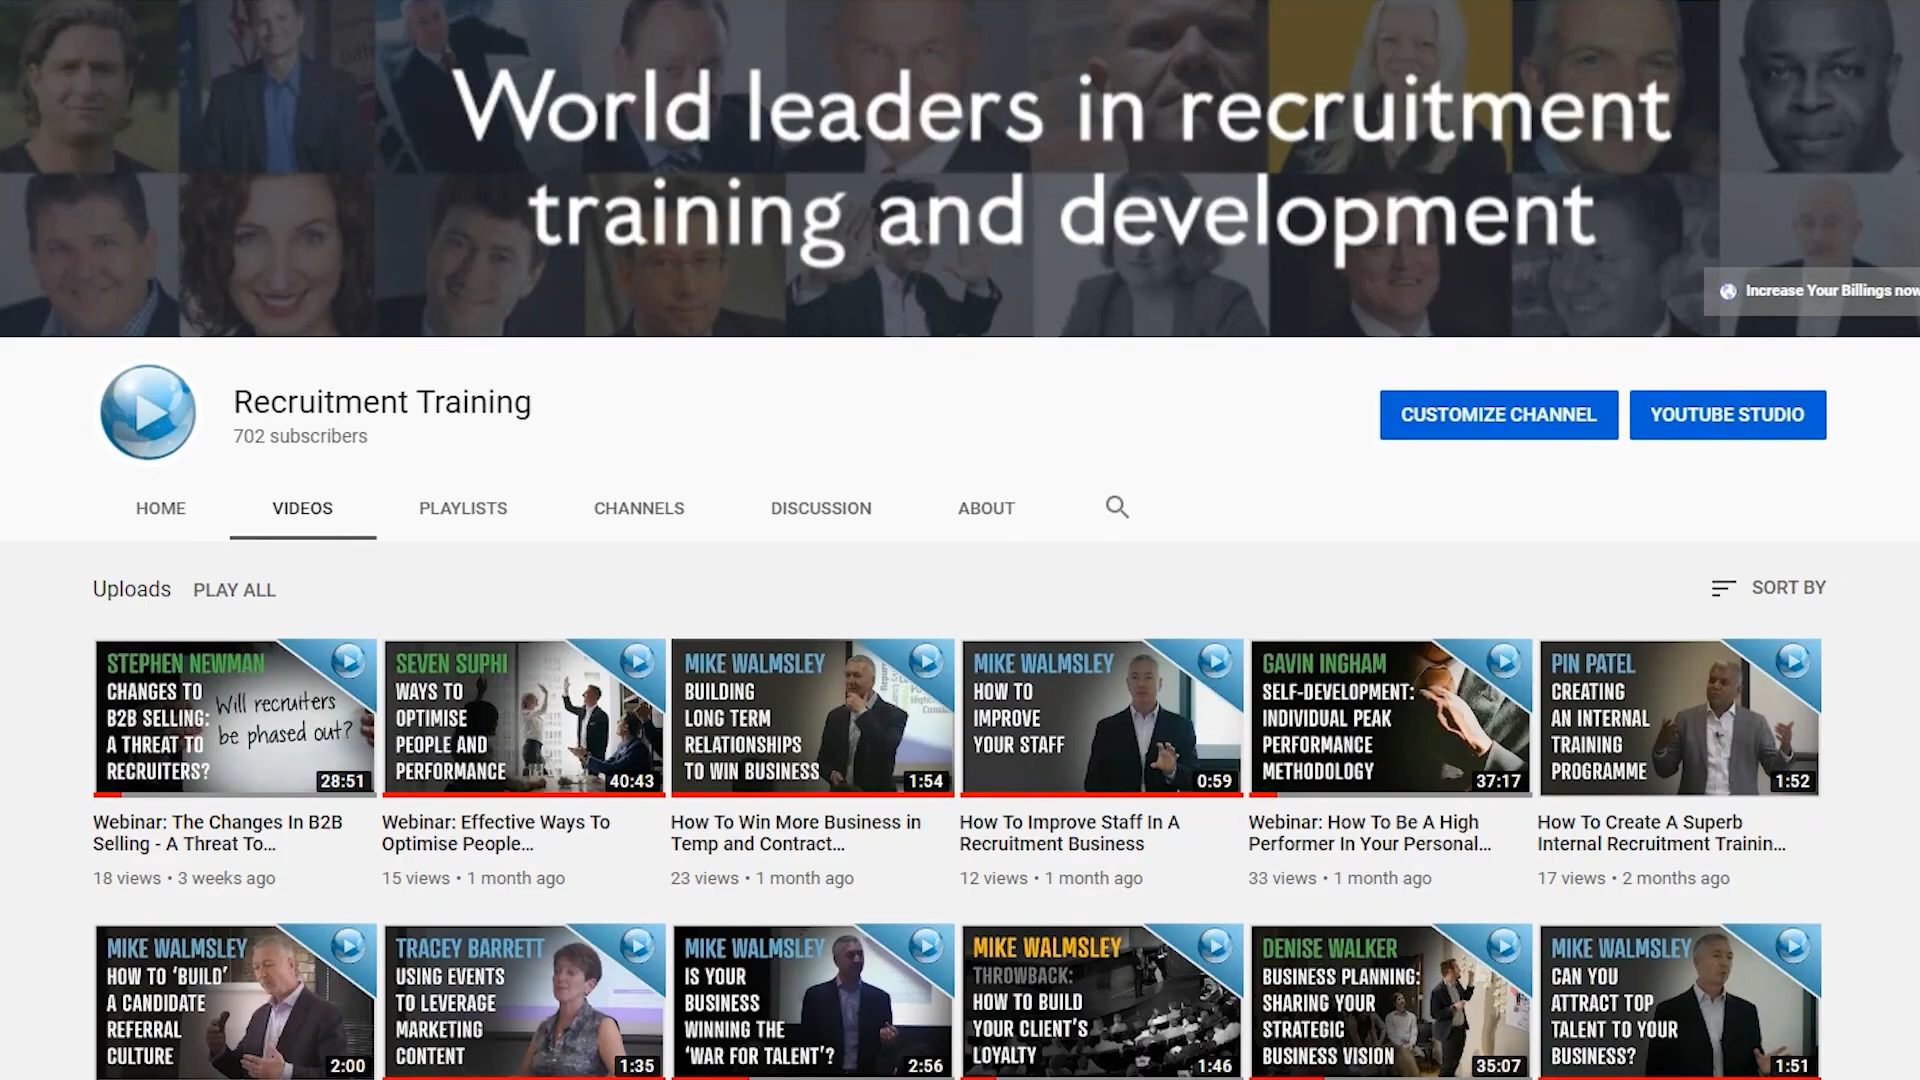 World leaders in recruitment
training and development
Increase Your Billings now
Recruitment Training
702 subscribers
CUSTOMIZE CHANNEL
YOUTUBE STUDIO
HOME
VIDEOS
PLAYLISTS
CHANNELS
DISCUSSION
ABOUT
Uploads
PLAY ALL
SORT BY
STEPHEN NEWMAN
CHANGES TO
B2B SELLING:
A THREAT TO
RECRUITERS?
Will recruiters
be phased out?
28:51
Webinar: The Changes In B2B
Selling - A Threat To...
18 views • 3 weeks ago
SEVEN SUPHI
WAYS TO
OPTIMISE
PEOPLE AND
PERFORMANCE
40:43
Webinar: Effective Ways To
Optimise People...
15 views • 1 month ago
MIKE WALMSLEY
BUILDING
LONG TERM
RELATIONSHIPS
TO WIN BUSINESS
1:54
How To Win More Business in
Temp and Contract...
23 views • 1 month ago
MIKE WALMSLEY
HOW TO
IMPROVE
YOUR STAFF
0:59
How To Improve Staff In A
Recruitment Business
12 views • 1 month ago
GAVIN INGHAM
SELF-DEVELOPMENT:
INDIVIDUAL PEAK
PERFORMANCE
METHODOLOGY
37:17
Webinar: How To Be A High
Performer In Your Personal...
33 views • 1 month ago
PIN PATEL
CREATING
AN INTERNAL
TRAINING
PROGRAMME
1:52
How To Create A Superb
Internal Recruitment Trainin...
17 views • 2 months ago
MIKE WALMSLEY
HOW TO ‘BUILD’
A CANDIDATE
REFERRAL
CULTURE
2:00
TRACEY BARRETT
USING EVENTS
TO LEVERAGE
MARKETING
CONTENT
1:35
MIKE WALMSLEY
IS YOUR
BUSINESS
WINNING THE
‘WAR FOR TALENT’?
2:56
MIKE WALMSLEY
THROWBACK:
HOW TO BUILD
YOUR CLIENT’S
LOYALTY
1:46
DENISE WALKER
BUSINESS PLANNING:
SHARING YOUR
STRATEGIC
BUSINESS VISION
35:07
MIKE WALMSLEY
CAN YOU
ATTRACT TOP
TALENT TO YOUR
BUSINESS?
1:51